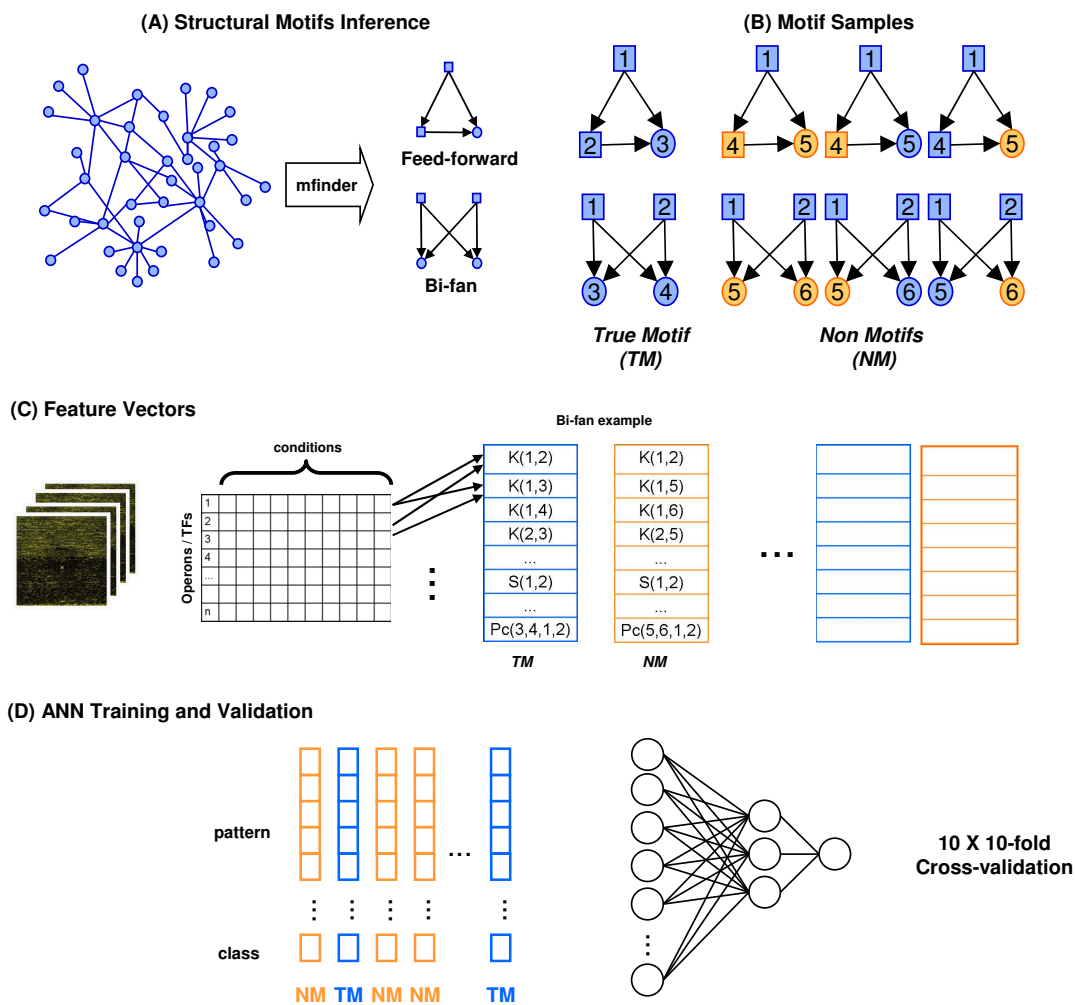 (A) Structural Motifs Inference
mfinder
Feed-forward
Bi-fan
(B) Motif Samples
1 1 1 1
2 3 4 5 4 5 4 5
1 2 1 2 1 2 1 2
3 4 5 6 5 6 5 6
True Motif
(TM)
Non Motifs
(NM)
(C) Feature Vectors
Bi-fan example
conditions
Operons / TFs
1
2
3
4
...
n
K(1,2)
K(1,3)
K(1,4)
K(2,3)
...
S(1,2)
...
Pc(3,4,1,2)
TM
K(1,2)
K(1,5)
K(1,6)
K(2,5)
...
S(1,2)
...
Pc(5,6,1,2)
NM
...
(D) ANN Training and Validation
pattern
...
class
NM TM NM NM TM
10 X 10-fold
Cross-validation